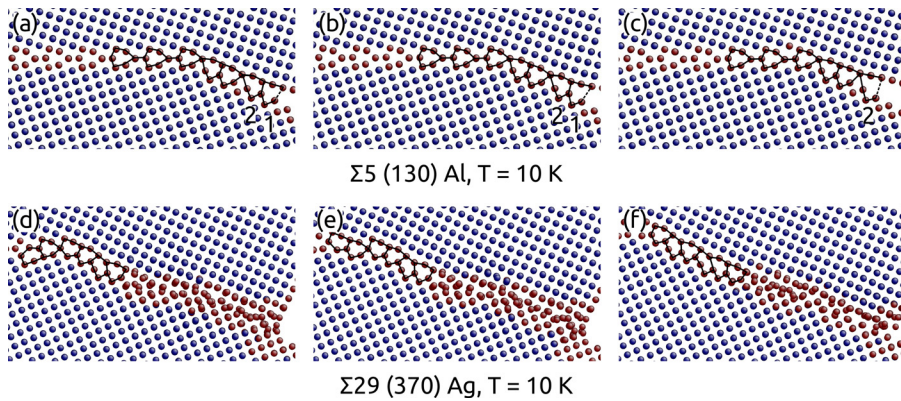 (a) (b) (c)
2 1 2 1 2
Σ5 (130) Al, T = 10 K
(d) (e) (f)
Σ29 (370) Ag, T = 10 K